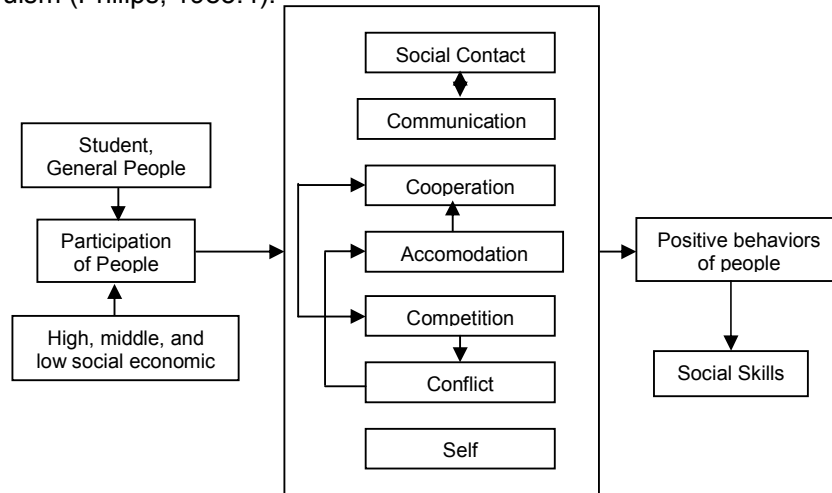 Student,
General People
Participation
of People
High, middle, and
low social economic
Social Contact
Communication
Cooperation
Accomodation
Competition
Conflict
Self
Positive behaviors
of people
Social Skills